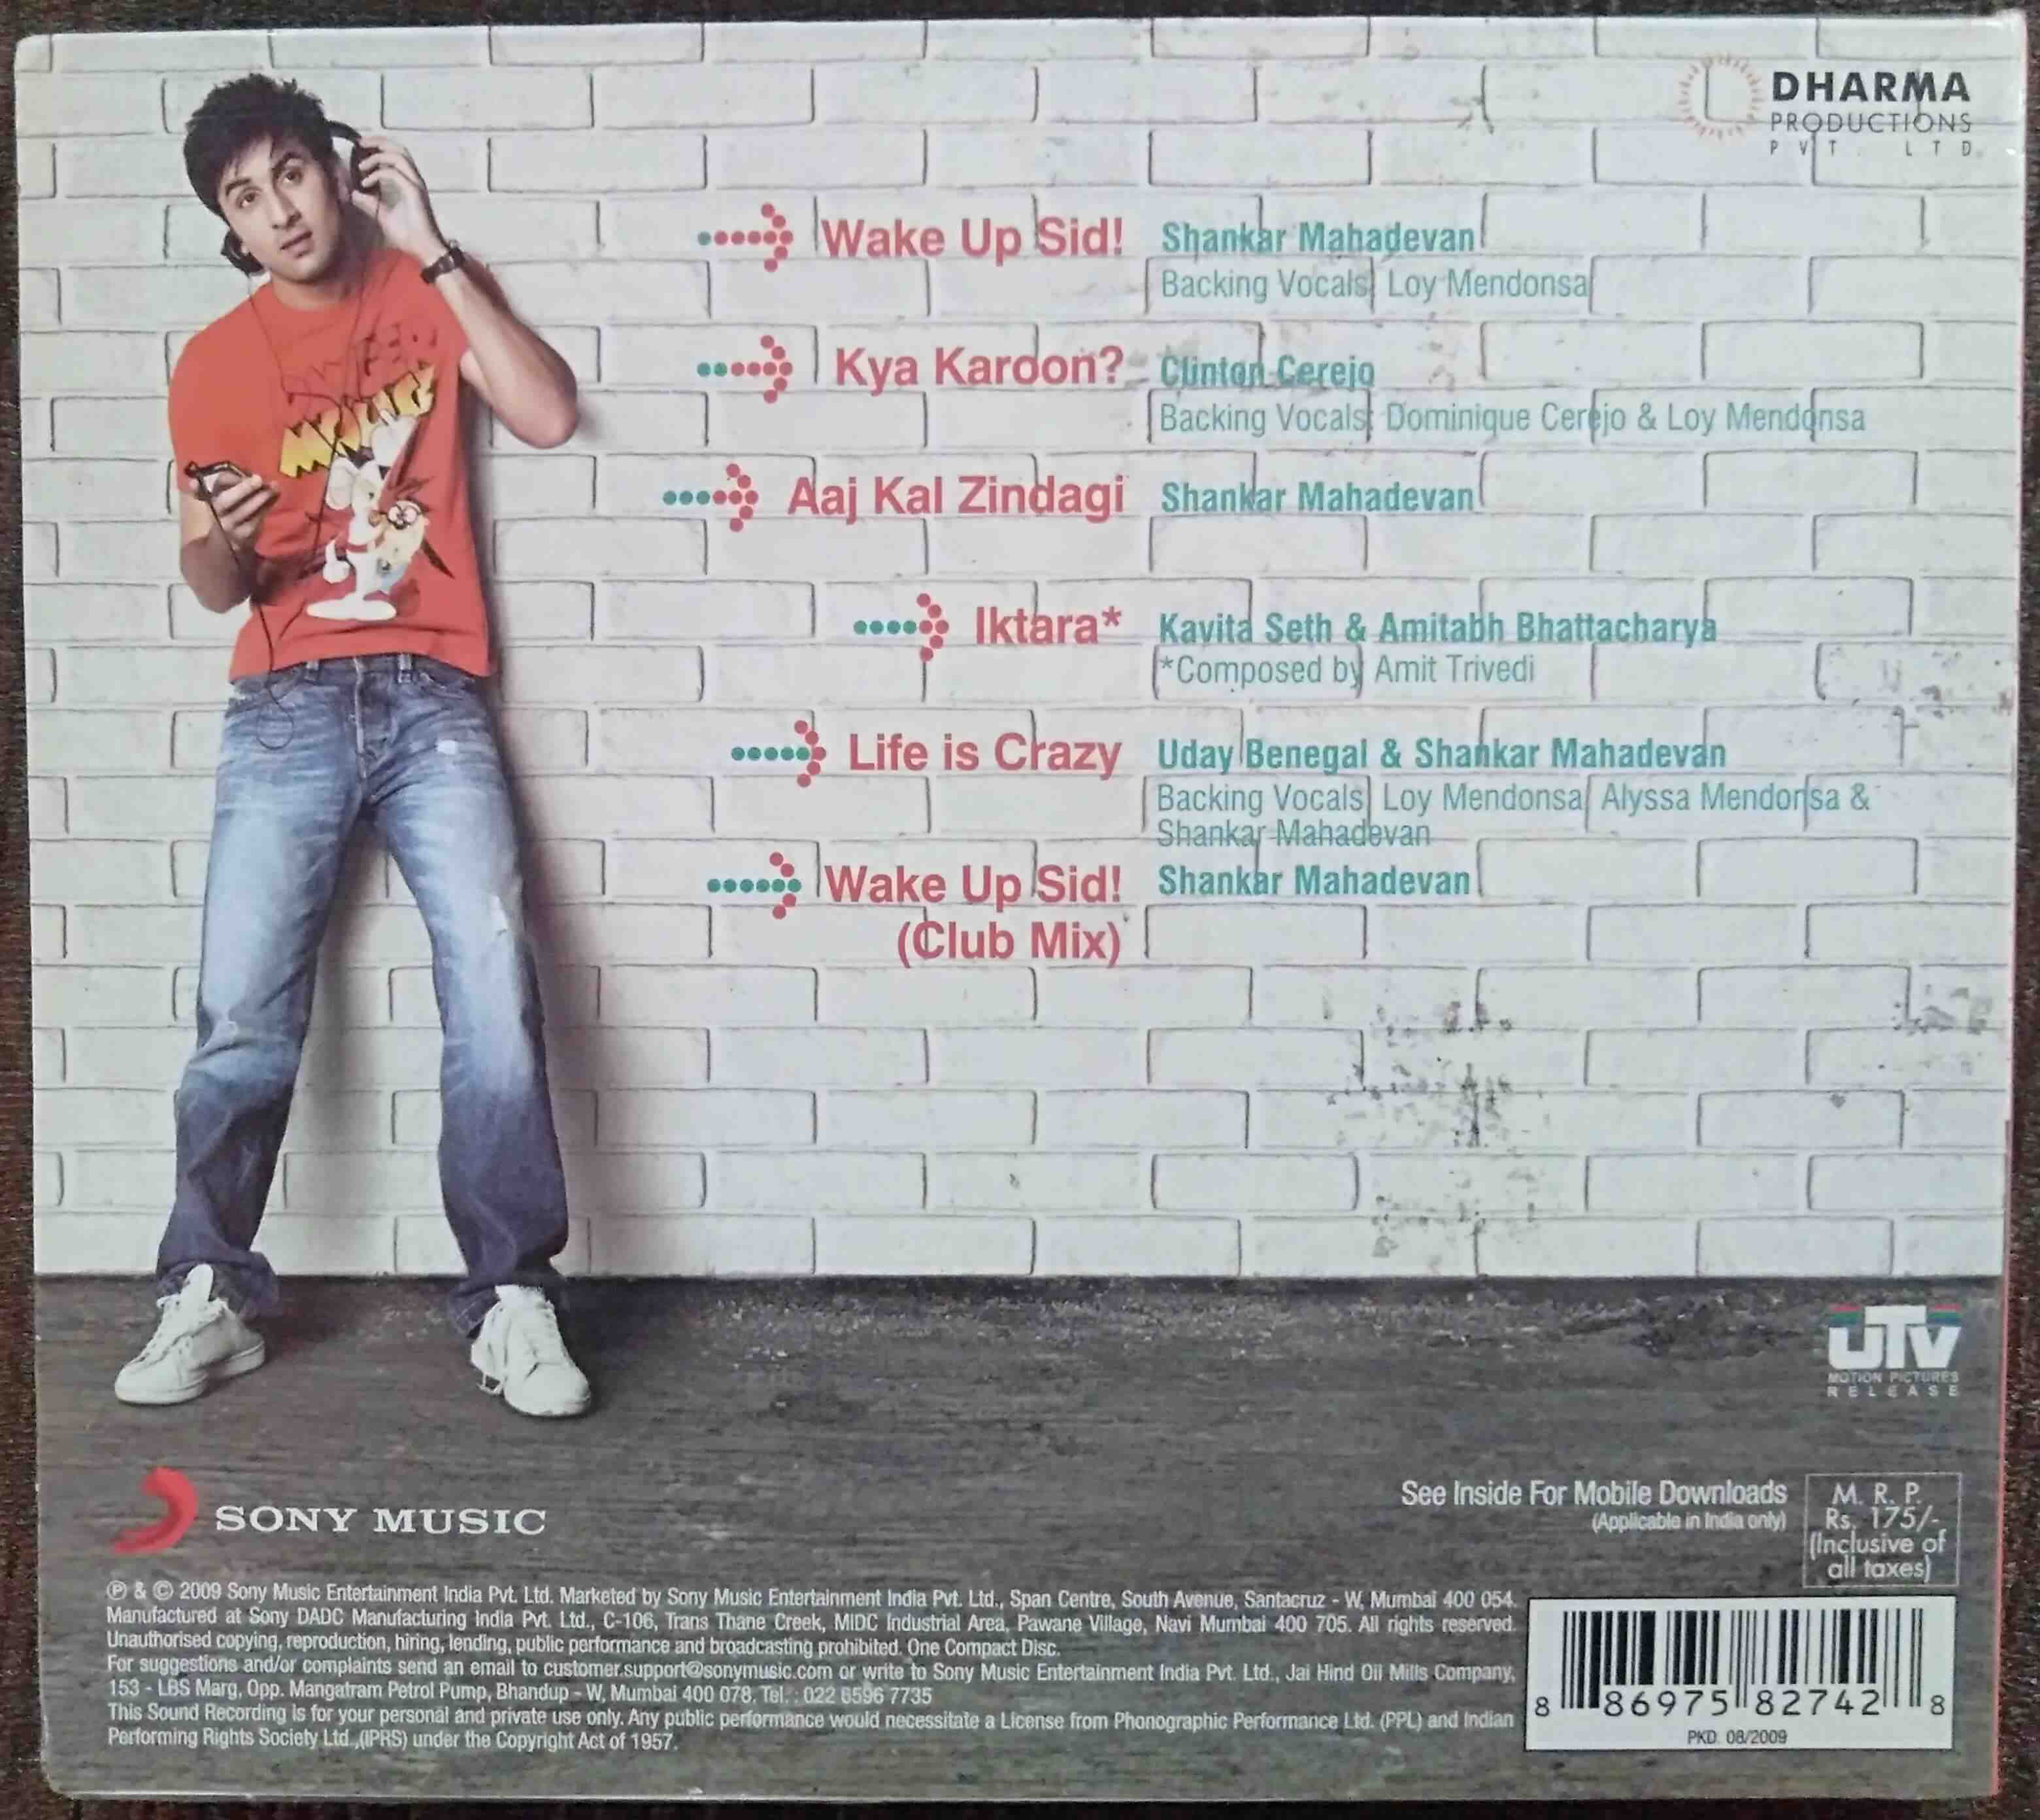 DHARMA
PRODUCTIONS
PVT. LTD.
Wake Up Sid! Shankar Mahadevan
Backing Vocals Loy Mendonsa
Kya Karoon? Clinton Cerejo
Backing Vocals Dominique Cerejo & Loy Mendonsa
Aaj Kal Zindagi Shankar Mahadevan
Iktara* Kavita Seth & Amitabh Bhattacharya
*Composed by Amit Trivedi
Life is Crazy Uday Benegal & Shankar Mahadevan
Backing Vocals Loy Mendonsa Alyssa Mendonsa &
Shankar Mahadevan
Wake Up Sid! Shankar Mahadevan
(Club Mix)
UTV
MOTION PICTURES
RELEASE
SONY MUSIC
See Inside For Mobile Downloads
(Applicable in India only)
M. R. P.
Rs. 175/-
(Inclusive of
all taxes)
℗ & © 2009 Sony Music Entertainment India Pvt. Ltd. Marketed by Sony Music Entertainment India Pvt. Ltd., Span Centre, South Avenue, Santacruz - W, Mumbai 400 054.
Manufactured at Sony DADC Manufacturing India Pvt. Ltd., C-106, Trans Thane Creek, MIDC Industrial Area, Pawane Village, Navi Mumbai 400 705. All rights reserved.
Unauthorised copying, reproduction, hiring, lending, public performance and broadcasting prohibited. One Compact Disc.
For suggestions and/or complaints send an email to customer.support@sonymusic.com or write to Sony Music Entertainment India Pvt. Ltd., Jai Hind Oil Mills Company,
153 - LBS Marg, Opp. Mangatram Petrol Pump, Bhandup - W, Mumbai 400 078. Tel. : 022 6596 7735
This Sound Recording is for your personal and private use only. Any public performance would necessitate a License from Phonographic Performance Ltd. (PPL) and Indian
Performing Rights Society Ltd.,(IPRS) under the Copyright Act of 1957.
8 86975 82742 8
PKD. 08/2009